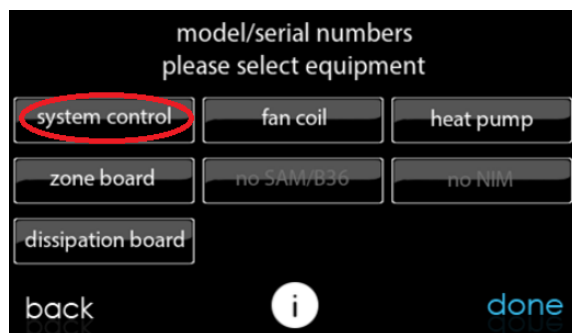 model/serial numbers
please select equipment
system control
fan coil
heat pump
zone board
no SAM/B36
no NIM
dissipation board
back
i
done